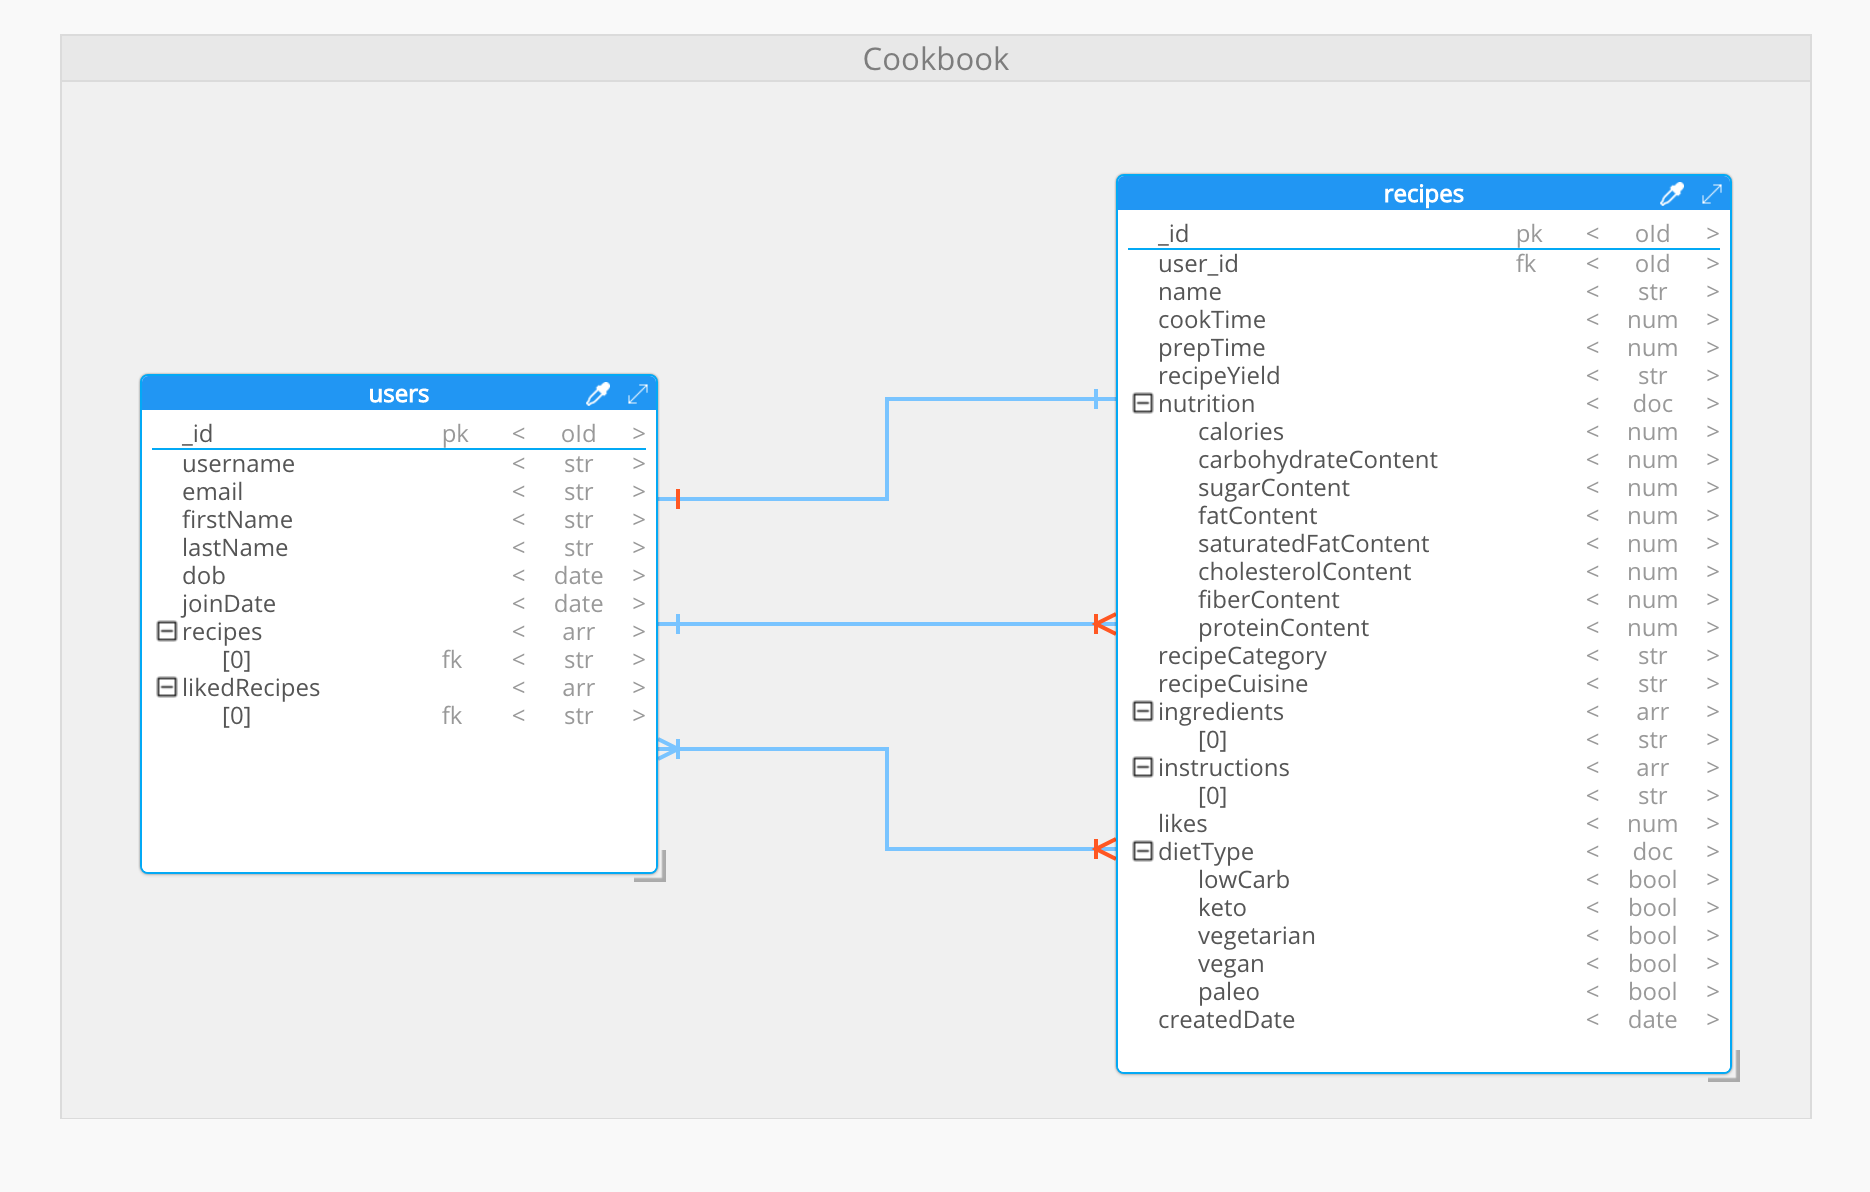 Cookbook
users
_id pk < oId >
username < str >
email < str >
firstName < str >
lastName < str >
dob < date >
joinDate < date >
recipes < arr >
[0] fk < str >
likedRecipes < arr >
[0] fk < str >
recipes
_id pk < oId >
user_id fk < oId >
name < str >
cookTime < num >
prepTime < num >
recipeYield < str >
nutrition < doc >
calories < num >
carbohydrateContent < num >
sugarContent < num >
fatContent < num >
saturatedFatContent < num >
cholesterolContent < num >
fiberContent < num >
proteinContent < num >
recipeCategory < str >
recipeCuisine < str >
ingredients < arr >
[0] < str >
instructions < arr >
[0] < str >
likes < num >
dietType < doc >
lowCarb < bool >
keto < bool >
vegetarian < bool >
vegan < bool >
paleo < bool >
createdDate < date >